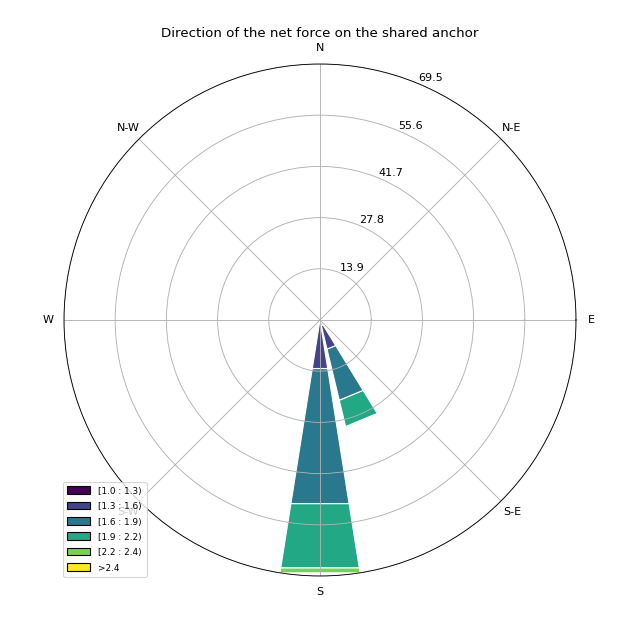 Direction of the net force on the shared anchor
N
69.5
N-W
55.6
N-E
41.7
27.8
13.9
W
E
[1.0 : 1.3)
[1.3 : 1.6)
S-W
S-E
[1.6 : 1.9)
[1.9 : 2.2)
[2.2 : 2.4)
>2.4
S